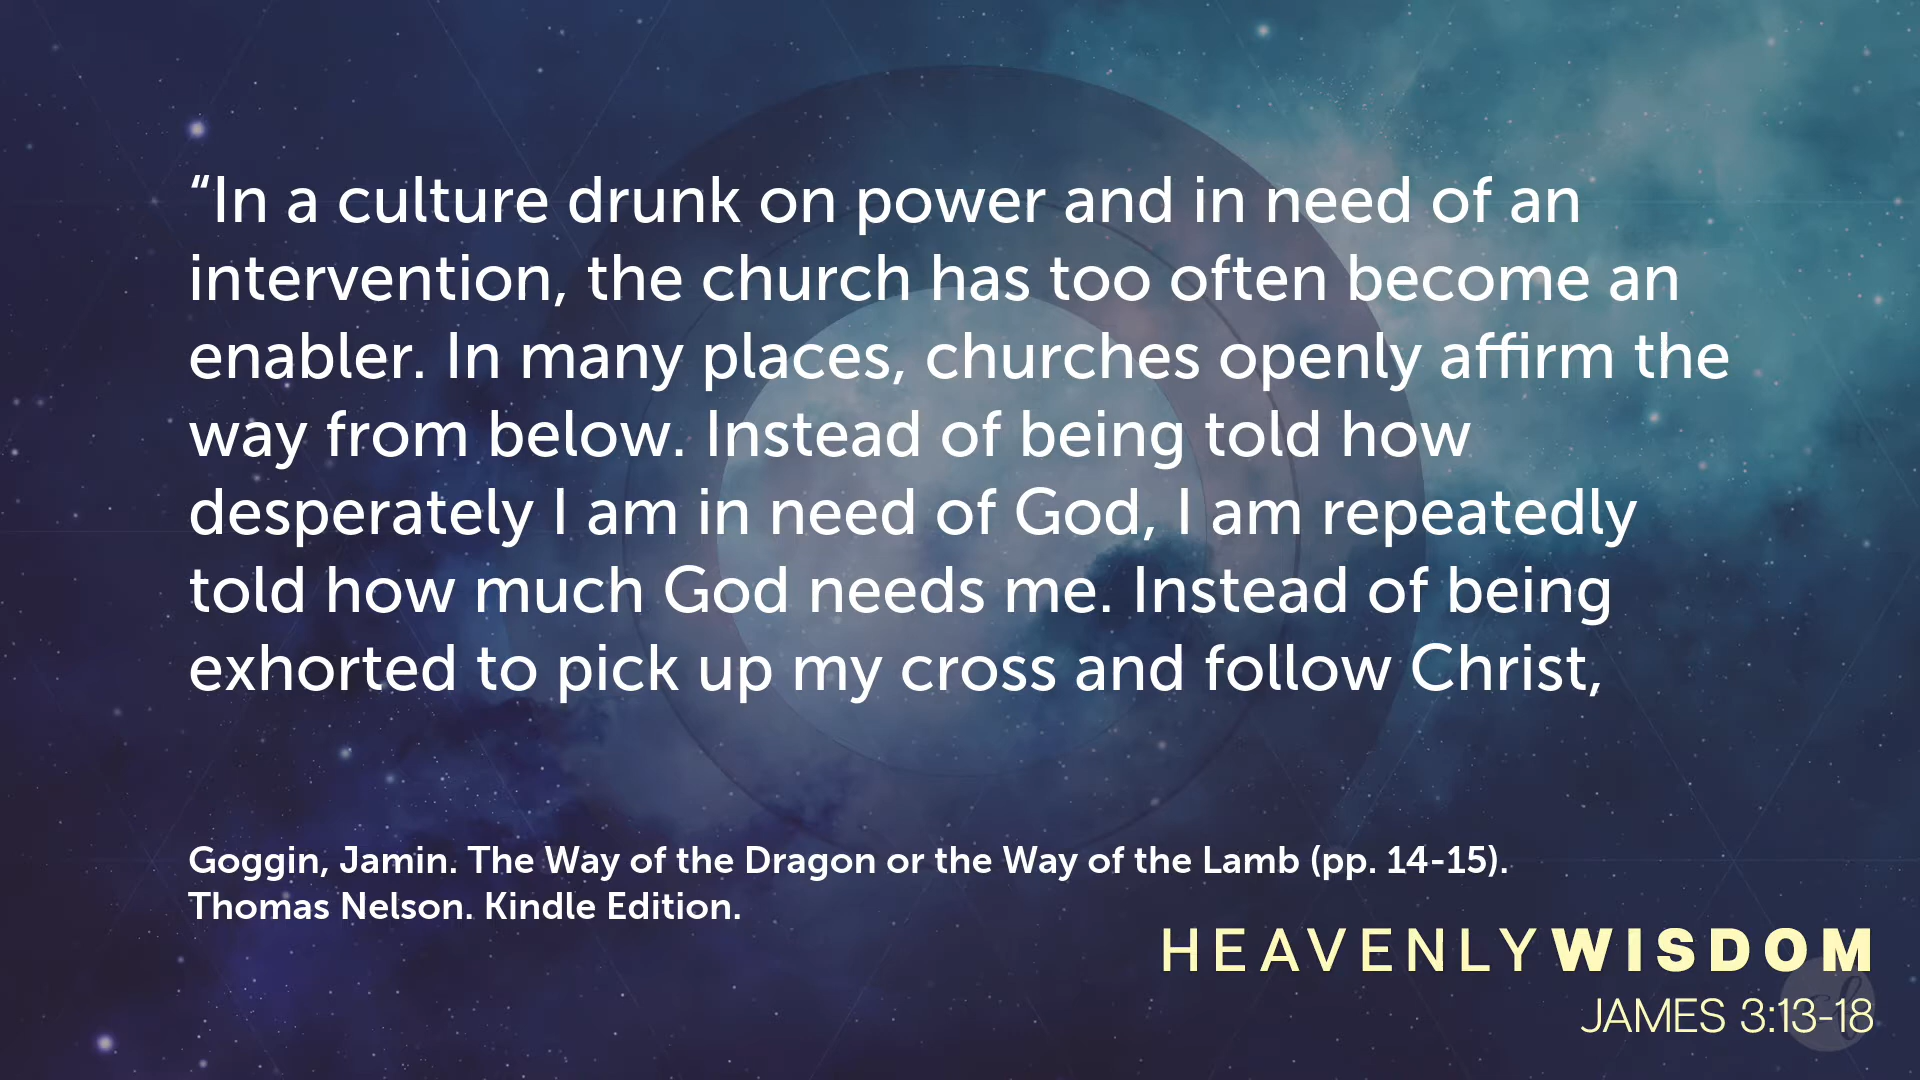 “In a culture drunk on power and in need of an
intervention, the church has too often become an
enabler. In many places, churches openly affirm the
way from below. Instead of being told how
desperately I am in need of God, I am repeatedly
told how much God needs me. Instead of being
exhorted to pick up my cross and follow Christ,
Goggin, Jamin. The Way of the Dragon or the Way of the Lamb (pp. 14-15).
Thomas Nelson. Kindle Edition.
HEAVENLYWISDOM
JAMES 3:13-18